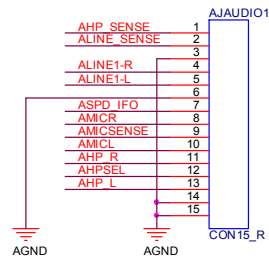 AJAUDIO1
AHP_SENSE 1
ALINE_SENSE 2
3
ALINE1-R 4
ALINE1-L 5
6
ASPD_IFO 7
AMICR 8
AMICSENSE 9
AMICL 10
AHP_R 11
AHPSEL 12
AHP_L 13
14
15
CON15_R
AGND AGND